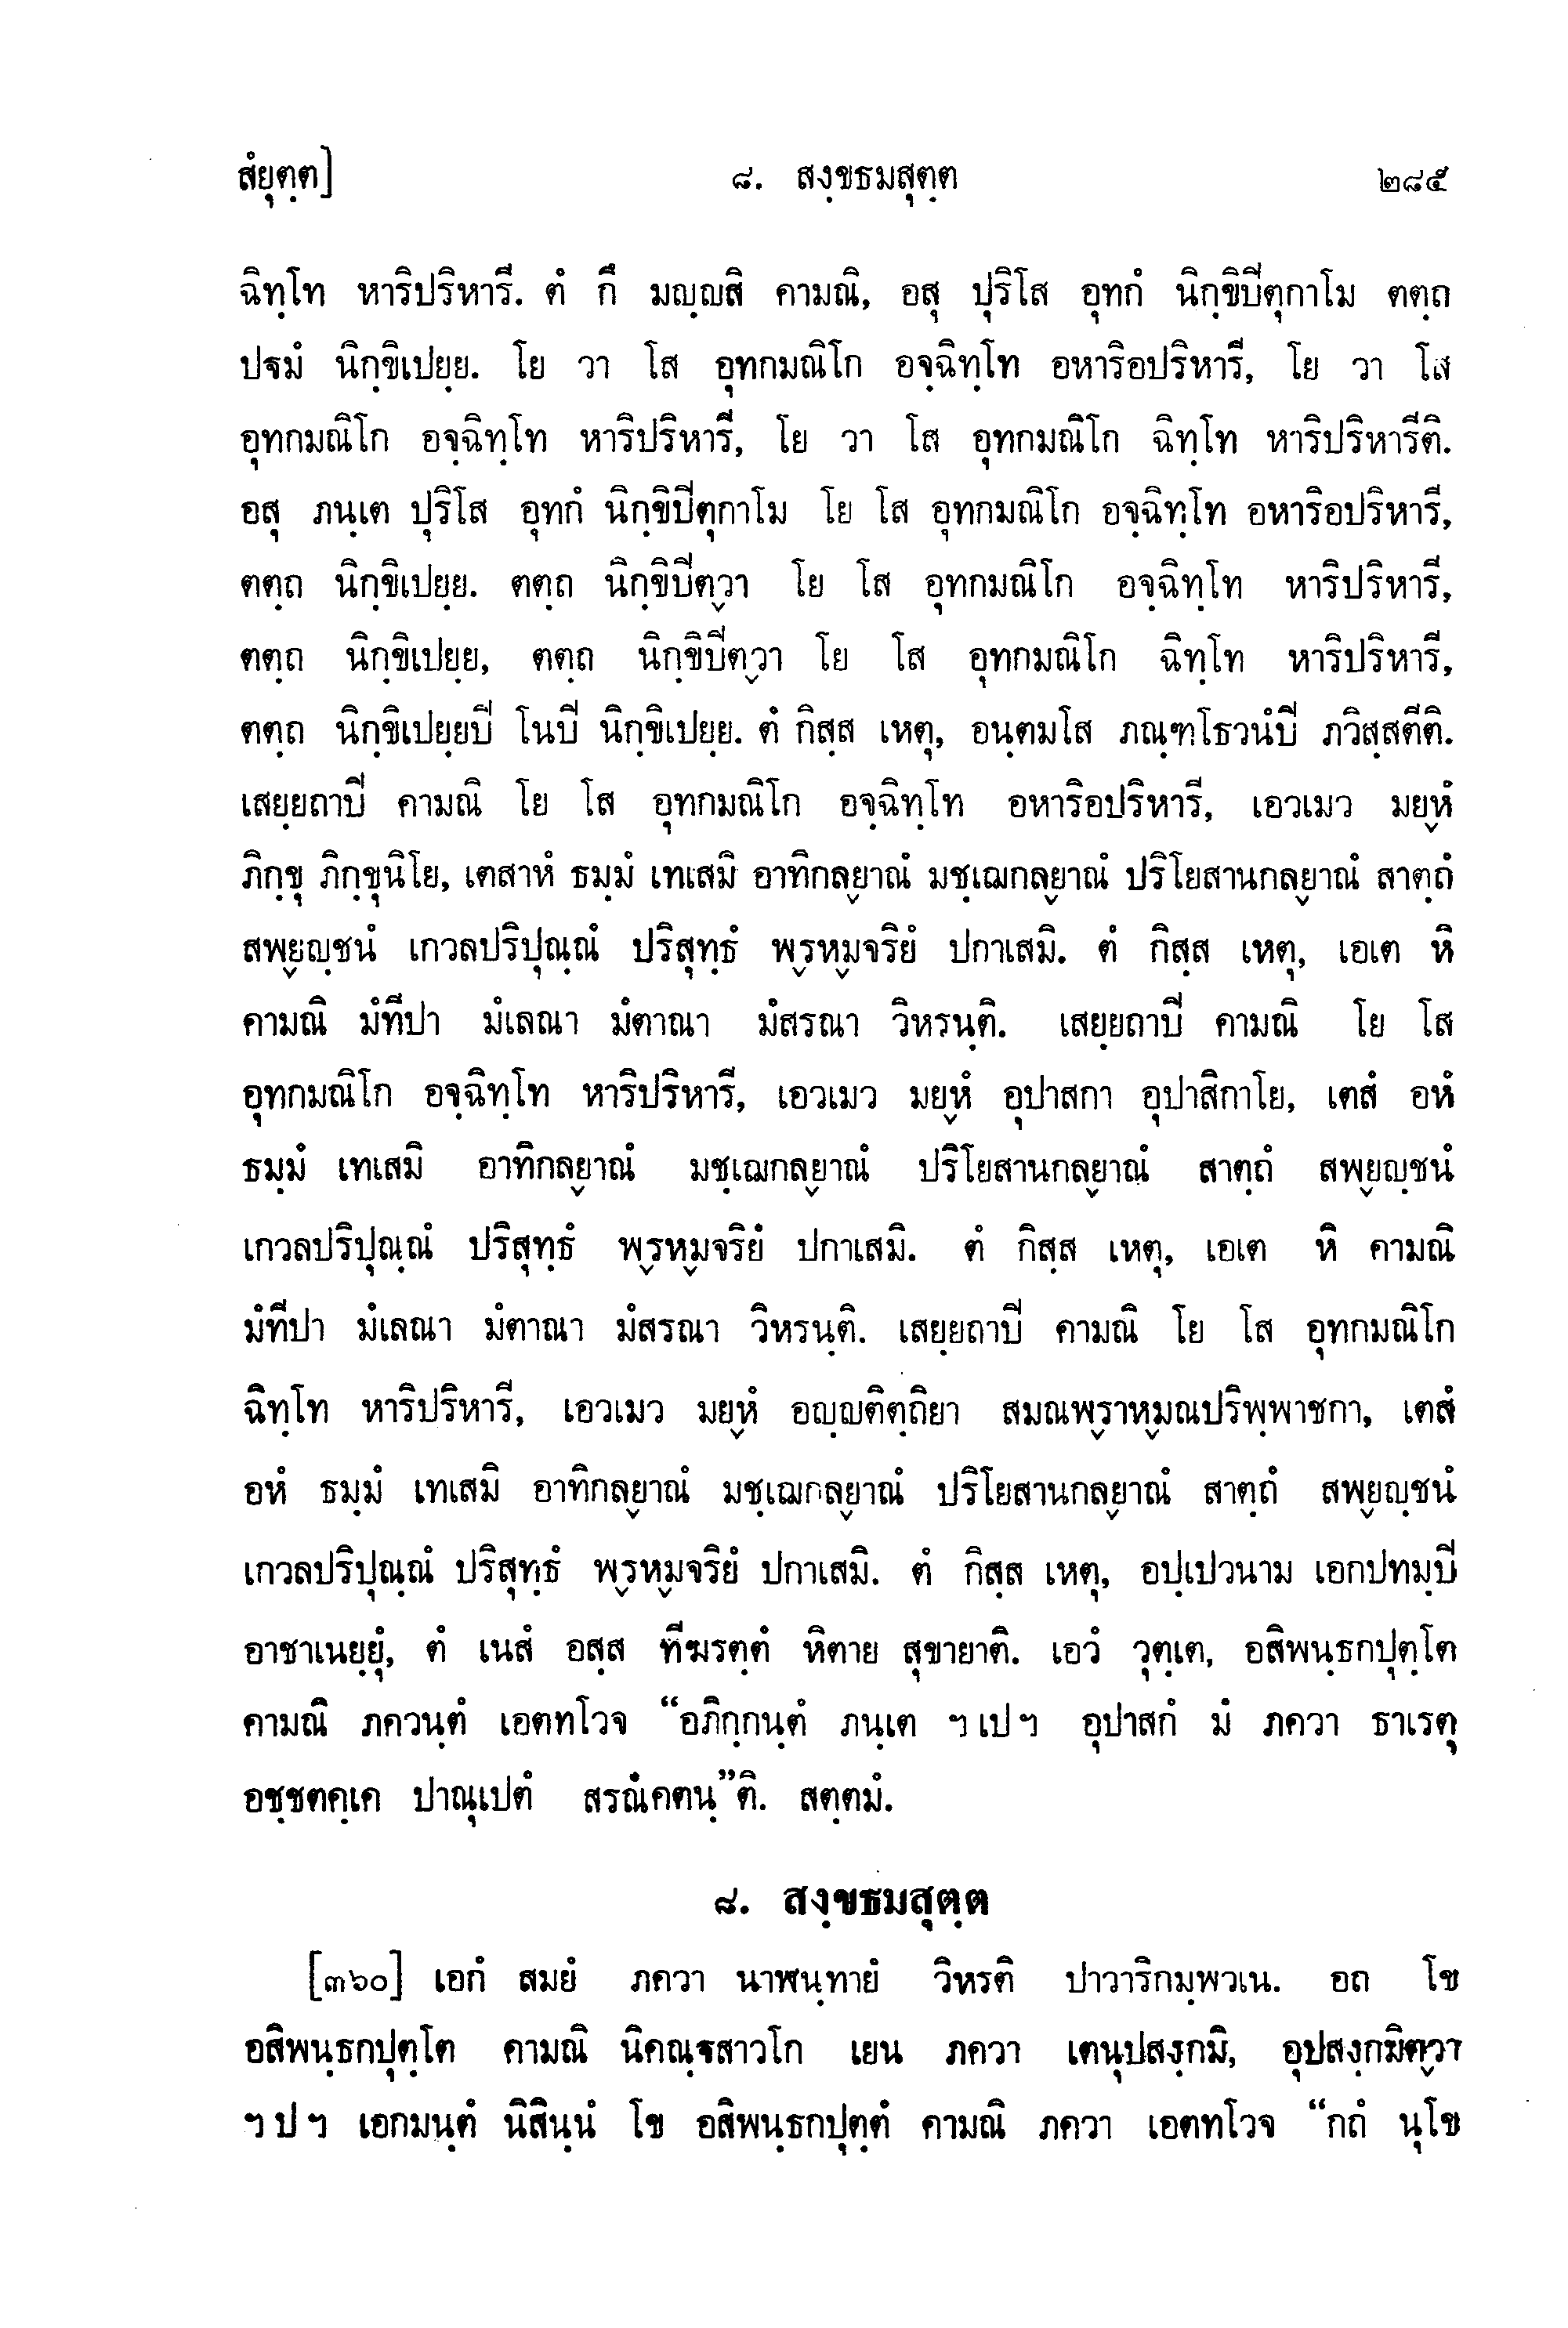 สํยุตฺต]
๘. สงฺขธมสุตฺต
๒๘๕
ฉิทฺโท หาริปริหารี. ตํ กึ มญฺญสิ คามณิ, อสุ ปุริโส อุทกํ นิกฺขิปิตุกาโม ตตฺถ
ปฐมํ นิกฺขิเปยฺย. โย วา โส อุทกมณิโก อจฺฉิทฺโท อหาริอปริหารี, โย วา โส
อุทกมณิโก อจฺฉิทฺโท หาริปริหารี, โย วา โส อุทกมณิโก ฉิทฺโท หาริปริหารีติ.
อสุ ภนฺเต ปุริโส อุทกํ นิกฺขิปิตุกาโม โย โส อุทกมณิโก อจฺฉิทฺโท อหาริอปริหารี,
ตตฺถ นิกฺขิเปยฺย. ตตฺถ นิกฺขิปิตฺวา โย โส อุทกมณิโก อจฺฉิทฺโท หาริปริหารี,
ตตฺถ นิกฺขิเปยฺย, ตตฺถ นิกฺขิปิตฺวา โย โส อุทกมณิโก ฉิทฺโท หาริปริหารี,
ตตฺถ นิกฺขิเปยฺยปิ โนปิ นิกฺขิเปยฺย. ตํ กิสฺส เหตุ, อนฺตมโส ภณฺฑโธวนํปิ ภวิสฺสตีติ.
เสยฺยถาปิ คามณิ โย โส อุทกมณิโก อจฺฉิทฺโท อหาริอปริหารี, เอวเมว มยฺหํ
ภิกฺขุ ภิกฺขุนิโย, เตสาหํ ธมฺมํ เทเสมิ อาทิกลฺยาณํ มชฺเฌกลฺยาณํ ปริโยสานกลฺยาณํ สาตฺถํ
สพฺยญฺชนํ เกวลปริปุณฺณํ ปริสุทฺธํ พฺรหฺมจริยํ ปกาเสมิ. ตํ กิสฺส เหตุ, เอเต หิ
คามณิ มํทีปา มํเลณา มํตาณา มํสรณา วิหรนฺติ. เสยฺยถาปิ คามณิ โย โส
อุทกมณิโก อจฺฉิทฺโท หาริปริหารี, เอวเมว มยฺหํ อุปาสกา อุปาสิกาโย, เตสํ อหํ
ธมฺมํ เทเสมิ อาทิกลฺยาณํ มชฺเฌกลฺยาณํ ปริโยสานกลฺยาณํ สาตฺถํ สพฺยญฺชนํ
เกวลปริปุณฺณํ ปริสุทฺธํ พฺรหฺมจริยํ ปกาเสมิ. ตํ กิสฺส เหตุ, เอเต หิ คามณิ
มํทีปา มํเลณา มํตาณา มํสรณา วิหรนฺติ. เสยฺยถาปิ คามณิ โย โส อุทกมณิโก
ฉิทฺโท หาริปริหารี, เอวเมว มยฺหํ อญฺญติตฺถิยา สมณพฺราหฺมณปริพฺพาชกา, เตสํ
อหํ ธมฺมํ เทเสมิ อาทิกลฺยาณํ มชฺเฌกลฺยาณํ ปริโยสานกลฺยาณํ สาตฺถํ สพฺยญฺชนํ
เกวลปริปุณฺณํ ปริสุทฺธํ พฺรหฺมจริยํ ปกาเสมิ. ตํ กิสฺส เหตุ, อปฺเปวนาม เอกปทมฺปิ
อาชาเนยฺยุํ, ตํ เนสํ อสฺส ทีฆรตฺตํ หิตาย สุขายาติ. เอวํ วุตฺเต, อสิพนฺธกปุตฺโต
คามณิ ภควนฺตํ เอตทโวจ “อภิกฺกนฺตํ ภนฺเต ฯเปฯ อุปาสกํ มํ ภควา ธาเรตุ
อชฺชตคฺเค ปาณุเปตํ สรณํคตนฺ”ติ. สตฺตมํ.
๘. สงฺขธมสุตฺต
[๓๖๐] เอกํ สมยํ ภควา นาฬนฺทายํ วิหรติ ปาวาริกมฺพวเน. อถ โข
อสิพนฺธกปุตฺโต คามณิ นิคณฺฐสาวโก เยน ภควา เตนุปสงฺกมิ, อุปสงฺกมิตฺวา
ฯปฯ เอกมนฺตํ นิสินฺนํ โข อสิพนฺธกปุตฺตํ คามณิ ภควา เอตทโวจ “กถํ นุโข